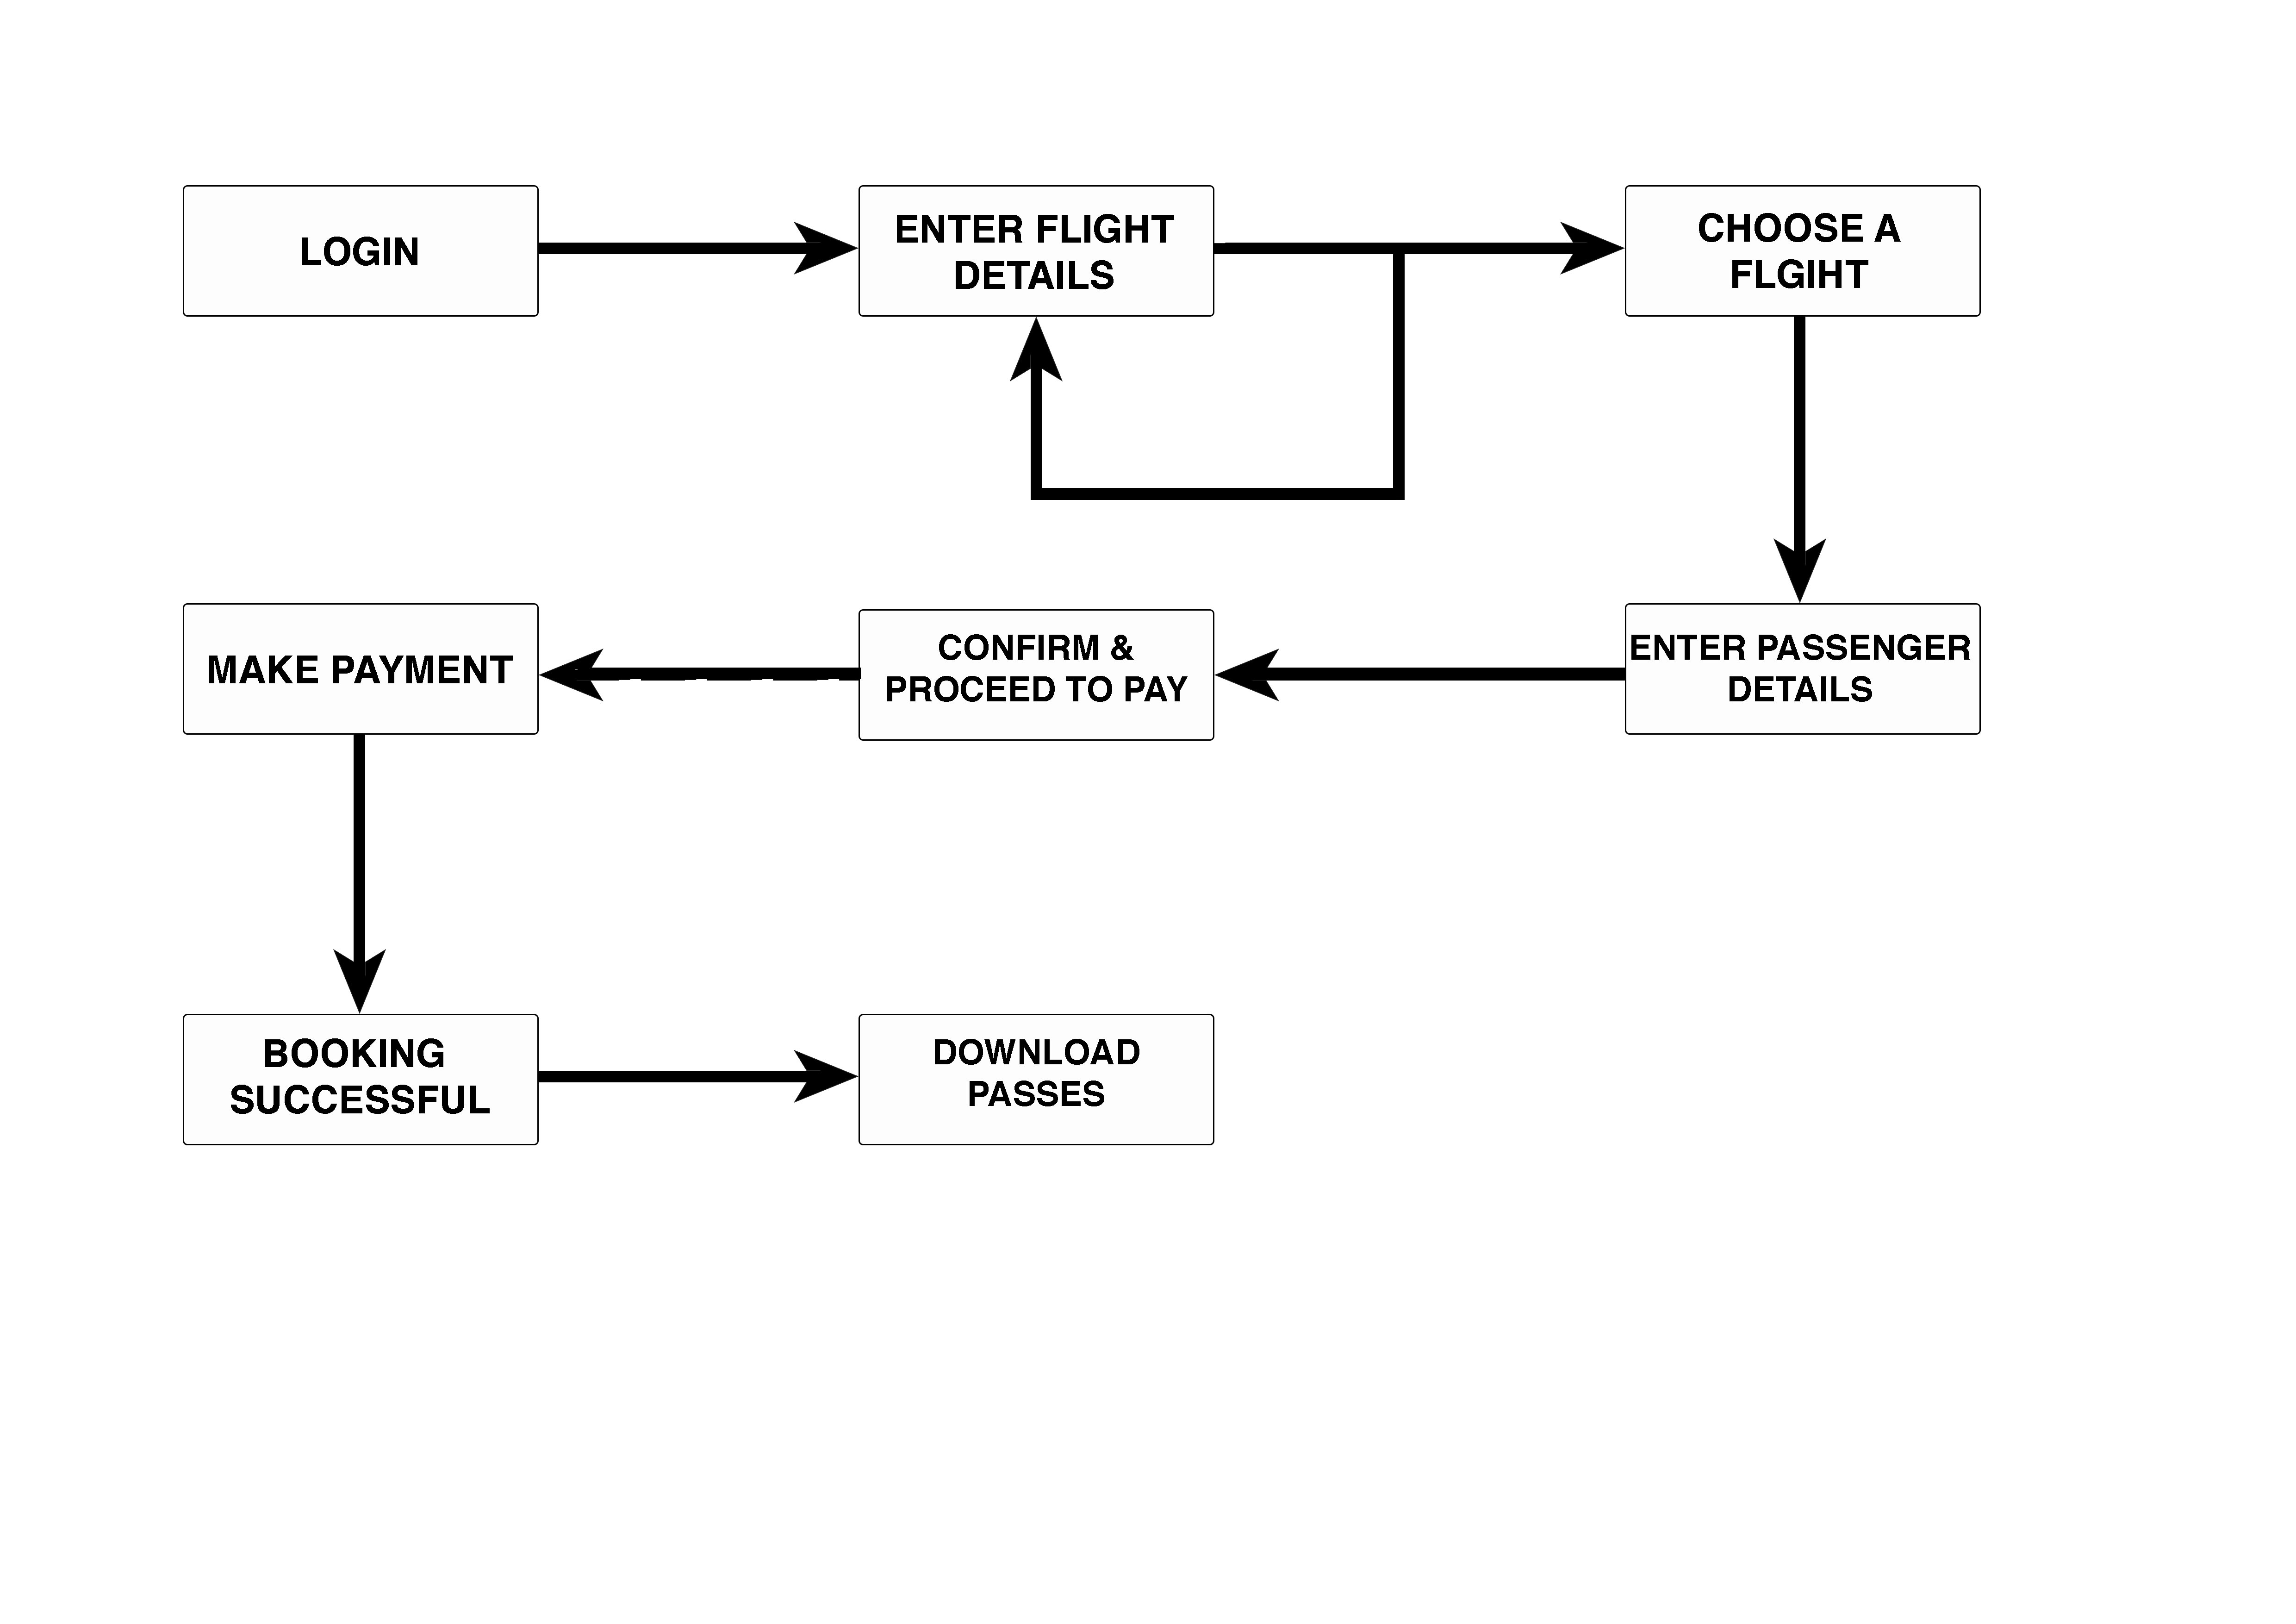 LOGIN
ENTER FLIGHT
DETAILS
CHOOSE A
FLGIHT
MAKE PAYMENT
CONFIRM &
PROCEED TO PAY
ENTER PASSENGER
DETAILS
BOOKING
SUCCESSFUL
DOWNLOAD
PASSES